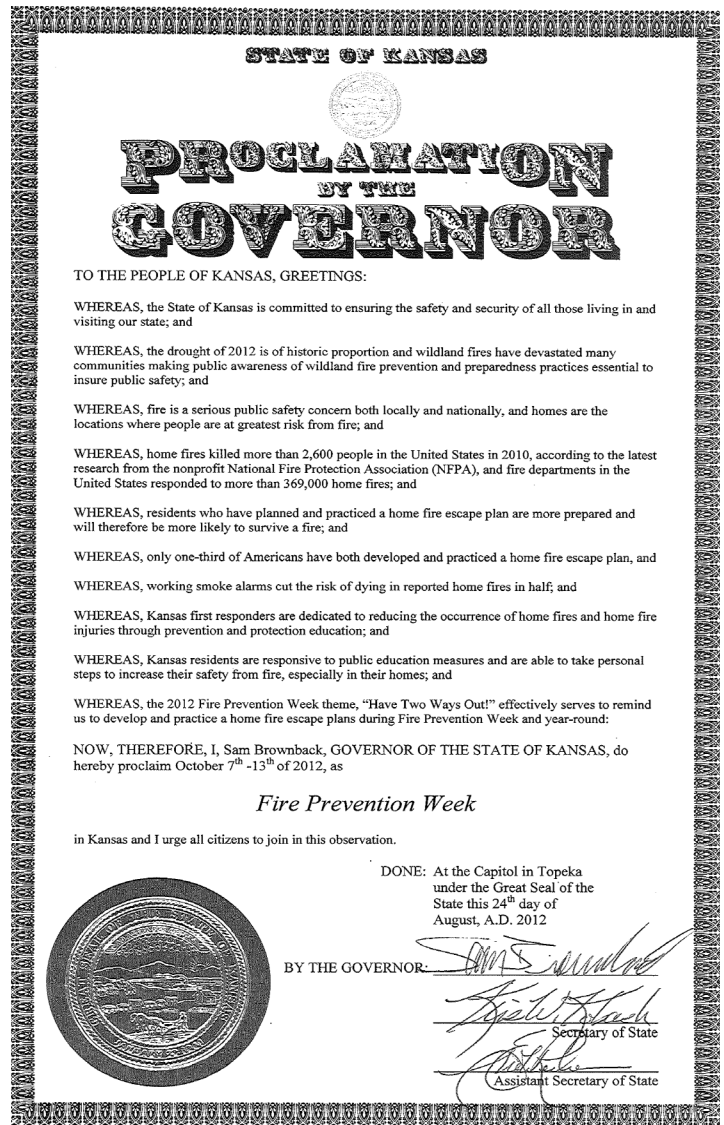 STATE OF KANSAS
PROCLAMATION
BY THE
GOVERNOR
TO THE PEOPLE OF KANSAS, GREETINGS:
WHEREAS, the State of Kansas is committed to ensuring the safety and security of all those living in and
visiting our state; and
WHEREAS, the drought of 2012 is of historic proportion and wildland fires have devastated many
communities making public awareness of wildland fire prevention and preparedness practices essential to
insure public safety; and
WHEREAS, fire is a serious public safety concern both locally and nationally, and homes are the
locations where people are at greatest risk from fire; and
WHEREAS, home fires killed more than 2,600 people in the United States in 2010, according to the latest
research from the nonprofit National Fire Protection Association (NFPA), and fire departments in the
United States responded to more than 369,000 home fires; and
WHEREAS, residents who have planned and practiced a home fire escape plan are more prepared and
will therefore be more likely to survive a fire; and
WHEREAS, only one-third of Americans have both developed and practiced a home fire escape plan, and
WHEREAS, working smoke alarms cut the risk of dying in reported home fires in half; and
WHEREAS, Kansas first responders are dedicated to reducing the occurrence of home fires and home fire
injuries through prevention and protection education; and
WHEREAS, Kansas residents are responsive to public education measures and are able to take personal
steps to increase their safety from fire, especially in their homes; and
WHEREAS, the 2012 Fire Prevention Week theme, “Have Two Ways Out!” effectively serves to remind
us to develop and practice a home fire escape plans during Fire Prevention Week and year-round:
NOW, THEREFORE, I, Sam Brownback, GOVERNOR OF THE STATE OF KANSAS, do
hereby proclaim October 7th -13th of 2012, as
Fire Prevention Week
in Kansas and I urge all citizens to join in this observation.
DONE: At the Capitol in Topeka
under the Great Seal of the
State this 24th day of
August, A.D. 2012
BY THE GOVERNOR:
Secretary of State
Assistant Secretary of State